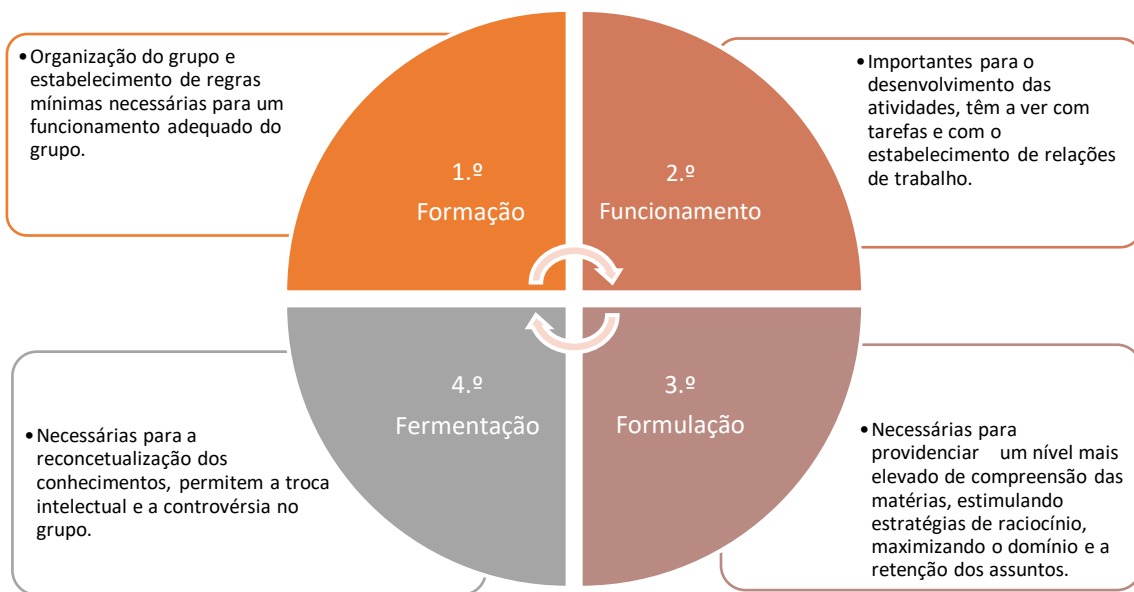 •Organização do grupo e
estabelecimento de regras
mínimas necessárias para um
funcionamento adequado do
grupo.
1.º
Formação
2.º
Funcionamento
•Importantes para o
desenvolvimento das
atividades, têm a ver com
tarefas e com o
estabelecimento de relações
de trabalho.
3.º
Formulação
•Necessárias para
providenciar um nível mais
elevado de compreensão das
matérias, estimulando
estratégias de raciocínio,
maximizando o domínio e a
retenção dos assuntos.
4.º
Fermentação
•Necessárias para a
reconcetualização dos
conhecimentos, permitem a troca
intelectual e a controvérsia no
grupo.